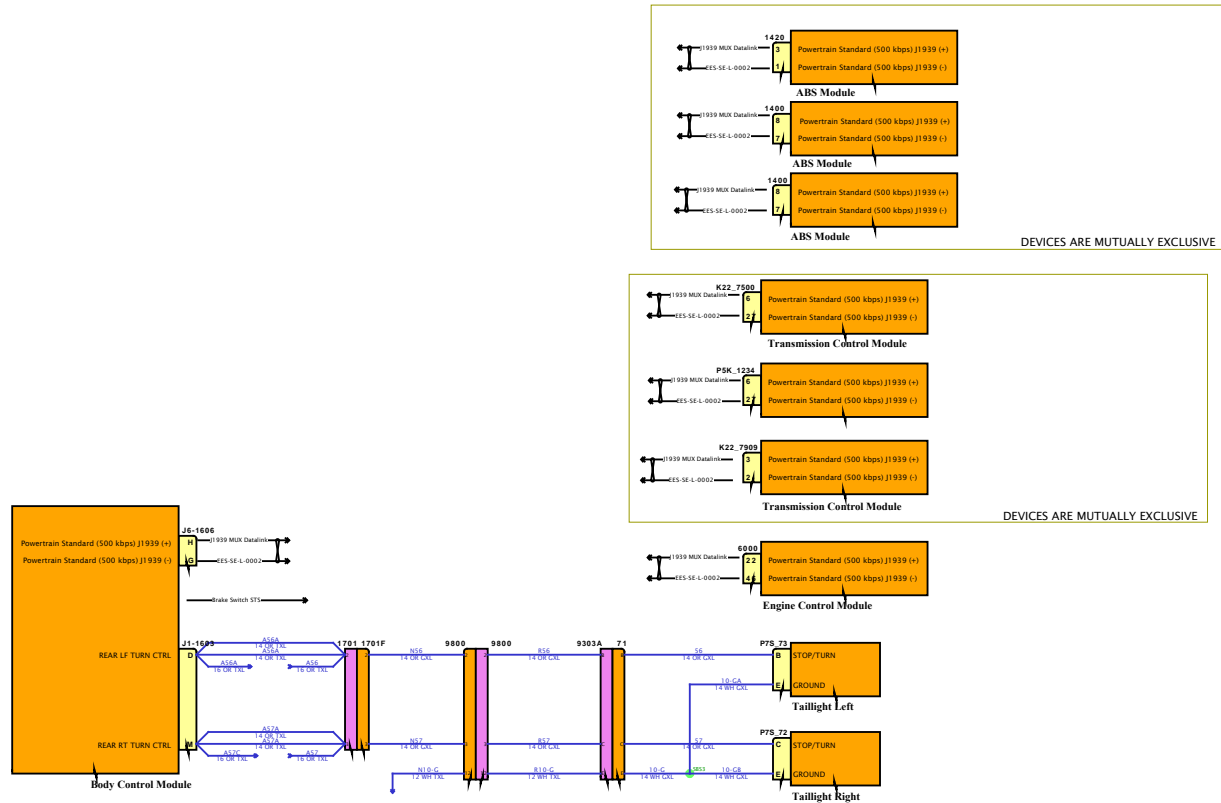 1420
J1939 MUX Datalink
3
Powertrain Standard (500 kbps) J1939 (+)
EES-SE-L-0002
1
Powertrain Standard (500 kbps) J1939 (-)
ABS Module
1400
J1939 MUX Datalink
8
Powertrain Standard (500 kbps) J1939 (+)
EES-SE-L-0002
7
Powertrain Standard (500 kbps) J1939 (-)
ABS Module
1400
J1939 MUX Datalink
8
Powertrain Standard (500 kbps) J1939 (+)
EES-SE-L-0002
7
Powertrain Standard (500 kbps) J1939 (-)
ABS Module
DEVICES ARE MUTUALLY EXCLUSIVE
K22_7500
J1939 MUX Datalink
6
Powertrain Standard (500 kbps) J1939 (+)
EES-SE-L-0002
Powertrain Standard (500 kbps) J1939 (-)
Transmission Control Module
P5K_1234
J1939 MUX Datalink
6
Powertrain Standard (500 kbps) J1939 (+)
EES-SE-L-0002
Powertrain Standard (500 kbps) J1939 (-)
K22_7909
J1939 MUX Datalink
3
Powertrain Standard (500 kbps) J1939 (+)
EES-SE-L-0002
Powertrain Standard (500 kbps) J1939 (-)
Transmission Control Module
DEVICES ARE MUTUALLY EXCLUSIVE
6000
J1939 MUX Datalink
22
Powertrain Standard (500 kbps) J1939 (+)
EES-SE-L-0002
Powertrain Standard (500 kbps) J1939 (-)
Engine Control Module
J6-1606
Powertrain Standard (500 kbps) J1939 (+)
H
J1939 MUX Datalink
Powertrain Standard (500 kbps) J1939 (-)
G
EES-SE-L-0002
Brake Switch STS
J1-1603
1701 1701F
9800
9800
9303A
71
P7S_73
REAR LF TURN CTRL
D
A56A
14 OR TXL
A56A
14 OR TXL
A56A
16 OR TXL
A56
16 OR TXL
N56
14 OR GXL
R56
14 OR GXL
56
14 OR GXL
B
STOP/TURN
10-GA
14 WH GXL
E
GROUND
Taillight Left
P7S_72
REAR RT TURN CTRL
M
A57A
14 OR TXL
A57A
14 OR TXL
A57C
16 OR TXL
A57
16 OR TXL
N57
14 OR GXL
R57
14 OR GXL
57
14 OR GXL
C
STOP/TURN
N10-G
12 WH TXL
R10-G
12 WH TXL
10-G
14 WH GXL
10-GB
14 WH GXL
E
GROUND
Body Control Module
Taillight Right